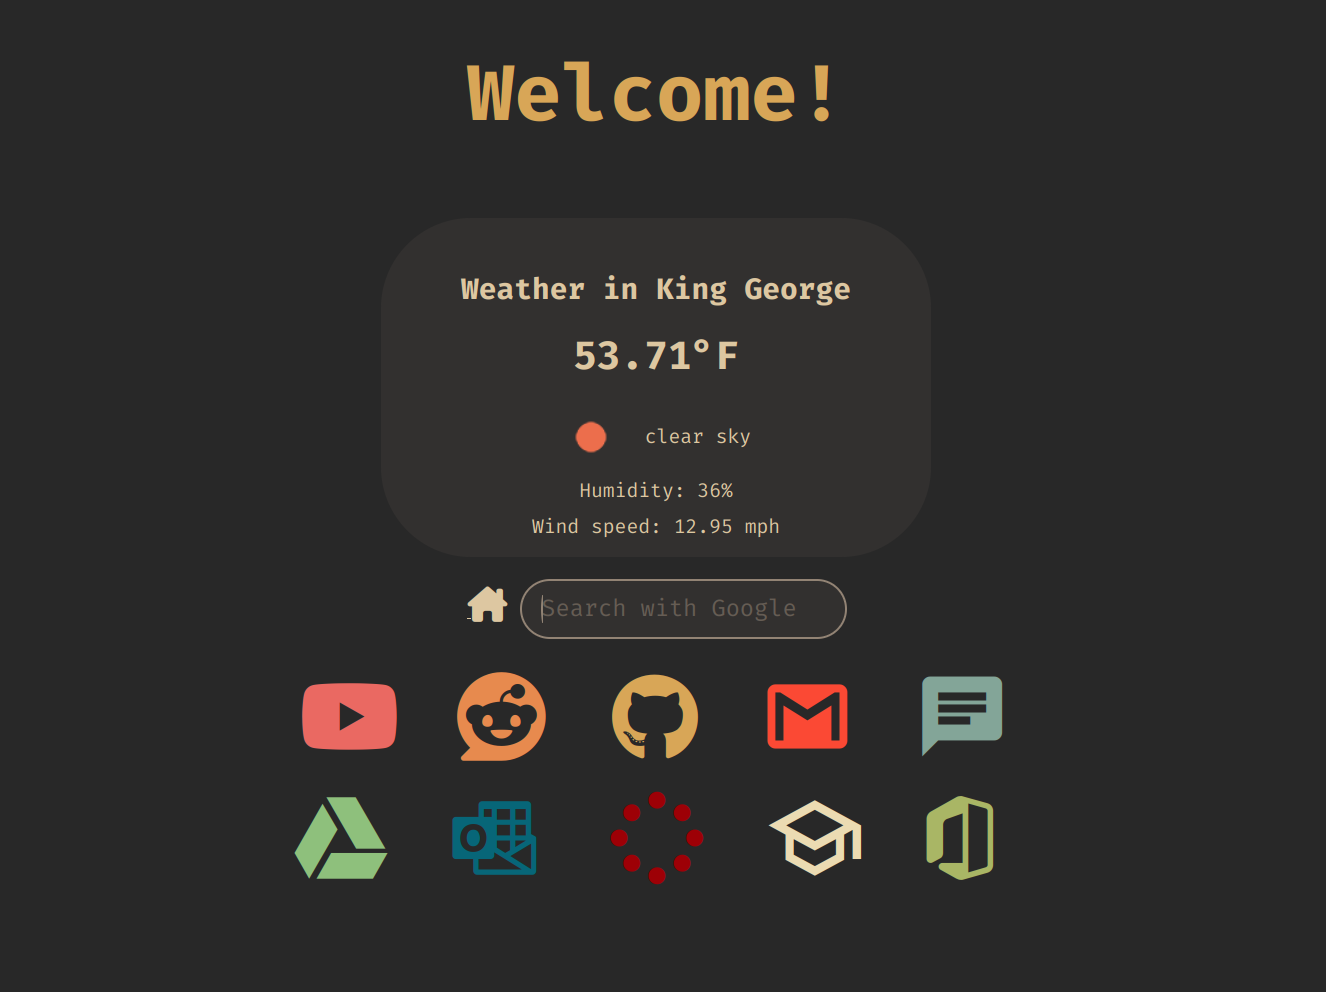 Welcome!
Weather in King George
53.71°F
clear sky
Humidity: 36%
Wind speed: 12.95 mph
Search with Google